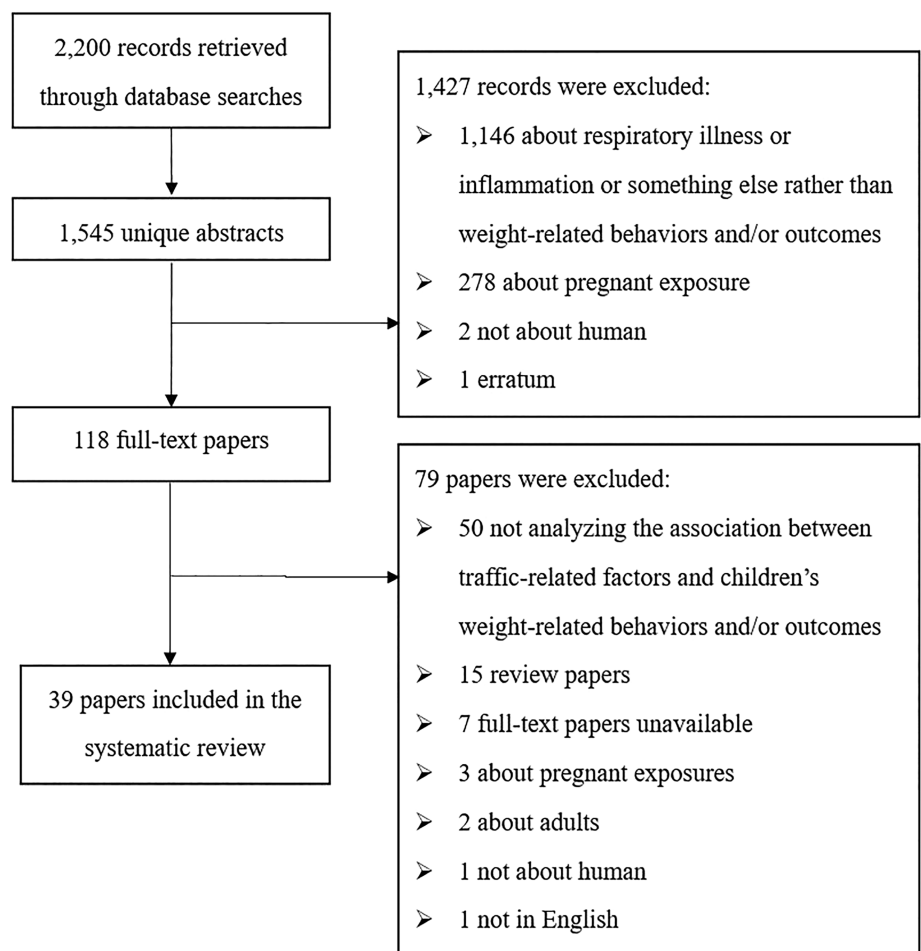 2,200 records retrieved
through database searches
1,545 unique abstracts
1,427 records were excluded:
➢ 1,146 about respiratory illness or
inflammation or something else rather than
weight-related behaviors and/or outcomes
➢ 278 about pregnant exposure
➢ 2 not about human
➢ 1 erratum
118 full-text papers
79 papers were excluded:
➢ 50 not analyzing the association between
traffic-related factors and children’s
weight-related behaviors and/or outcomes
➢ 15 review papers
➢ 7 full-text papers unavailable
➢ 3 about pregnant exposures
➢ 2 about adults
➢ 1 not about human
➢ 1 not in English
39 papers included in the
systematic review